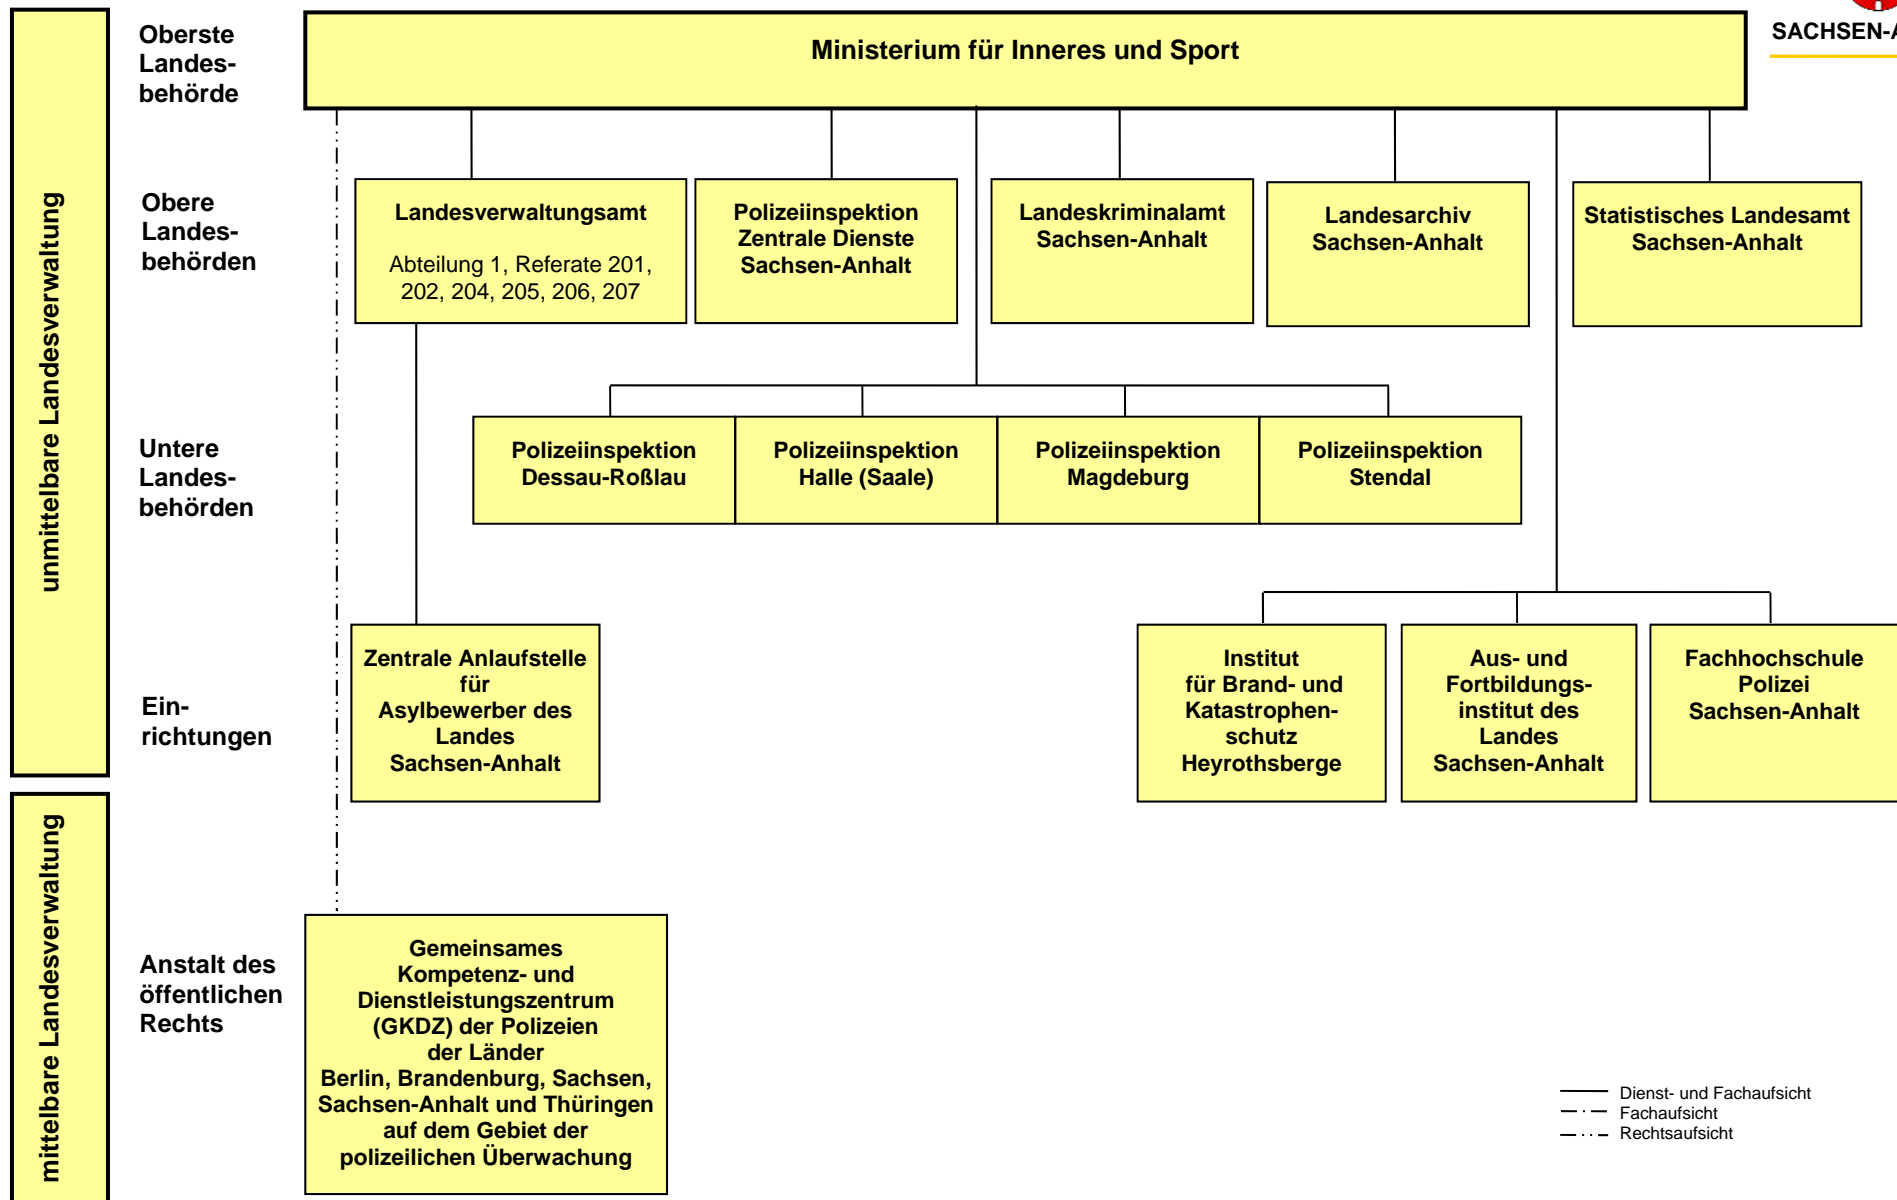 SACHSEN-A
unmittelbare Landesverwaltung
Oberste
Landes-
behörde
Ministerium für Inneres und Sport
Obere
Landes-
behörden
Landesverwaltungsamt
Abteilung 1, Referate 201,
202, 204, 205, 206, 207
Polizeiinspektion
Zentrale Dienste
Sachsen-Anhalt
Landeskriminalamt
Sachsen-Anhalt
Landesarchiv
Sachsen-Anhalt
Statistisches Landesamt
Sachsen-Anhalt
Untere
Landes-
behörden
Polizeiinspektion
Dessau-Roßlau
Polizeiinspektion
Halle (Saale)
Polizeiinspektion
Magdeburg
Polizeiinspektion
Stendal
Ein-
richtungen
Zentrale Anlaufstelle
für
Asylbewerber des
Landes
Sachsen-Anhalt
Institut
für Brand- und
Katastrophen-
schutz
Heyrothsberge
Aus- und
Fortbildungs-
institut des
Landes
Sachsen-Anhalt
Fachhochschule
Polizei
Sachsen-Anhalt
mittelbare Landesverwaltung
Anstalt des
öffentlichen
Rechts
Gemeinsames
Kompetenz- und
Dienstleistungszentrum
(GKDZ) der Polizeien
der Länder
Berlin, Brandenburg, Sachsen,
Sachsen-Anhalt und Thüringen
auf dem Gebiet der
polizeilichen Überwachung
Dienst- und Fachaufsicht
Fachaufsicht
Rechtsaufsicht